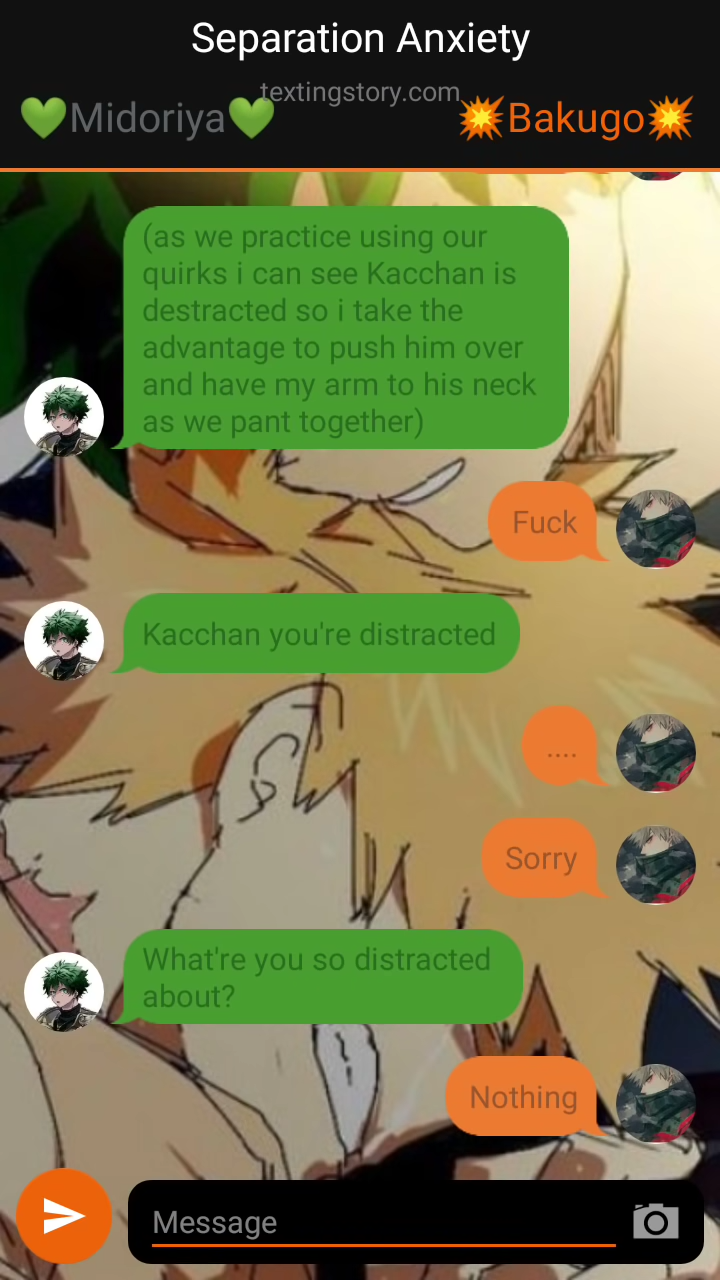 Separation Anxiety
textingstory.com
💚Midoriya💚
💥Bakugo💥
(as we practice using our
quirks i can see Kacchan is
destracted so i take the
advantage to push him over
and have my arm to his neck
as we pant together)
Fuck
Kacchan you're distracted
....
Sorry
What're you so distracted
about?
Nothing
Message